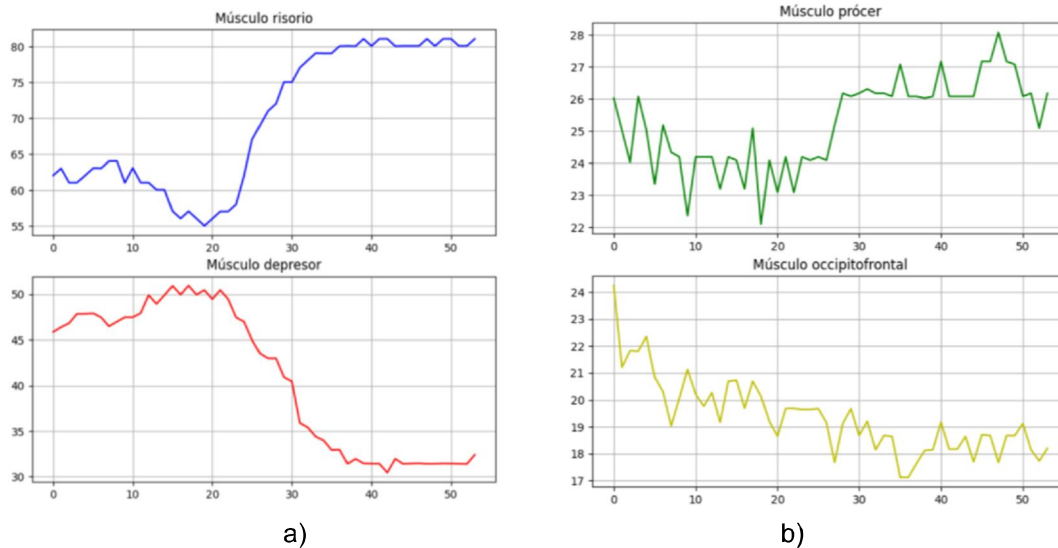 Músculo risorio
80
75
70
65
60
55
0 10 20 30 40 50
Músculo depresor
50
45
40
35
30
0 10 20 30 40 50
a)
Músculo prócer
28
27
26
25
24
23
22
0 10 20 30 40 50
Músculo occipitofrontal
24
23
22
21
20
19
18
17
0 10 20 30 40 50
b)